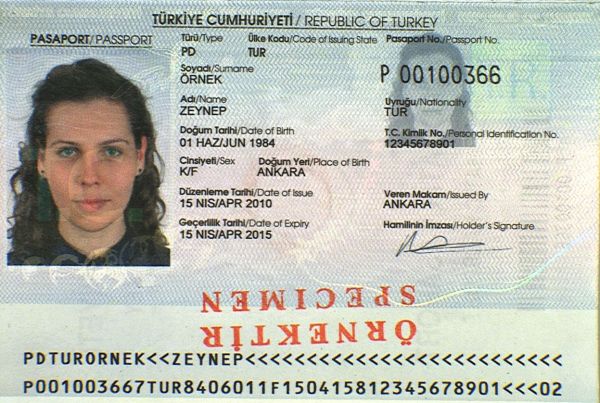 TÜRKİYE CUMHURİYETİ / REPUBLIC OF TURKEY
PASAPORT/ PASSPORT
Türü/Type Ülke Kodu/Code of Issuing State Pasaport No./Passport No.
PD TUR
P 00100366
Soyadı/Surname
ÖRNEK
Adı/Name
ZEYNEP
Uyruğu/Nationality
TUR
Doğum Tarihi/Date of Birth
01 HAZ/JUN 1984
T.C. Kimlik No./Personal Identification No.
12345678901
Cinsiyeti/Sex Doğum Yeri/Place of Birth
K/F ANKARA
Düzenleme Tarihi/Date of Issue Veren Makam/Issued By
15 NIS/APR 2010 ANKARA
Geçerlilik Tarihi/Date of Expiry Hamilinin İmzası/Holder's Signature
15 NIS/APR 2015
ÖRNEKTİR
SPECIMEN
PDTURORNEK<<ZEYNEP<<<<<<<<<<<<<<<<<<<<<<<<<<
P001003667TUR8406011F150415812345678901<<<02